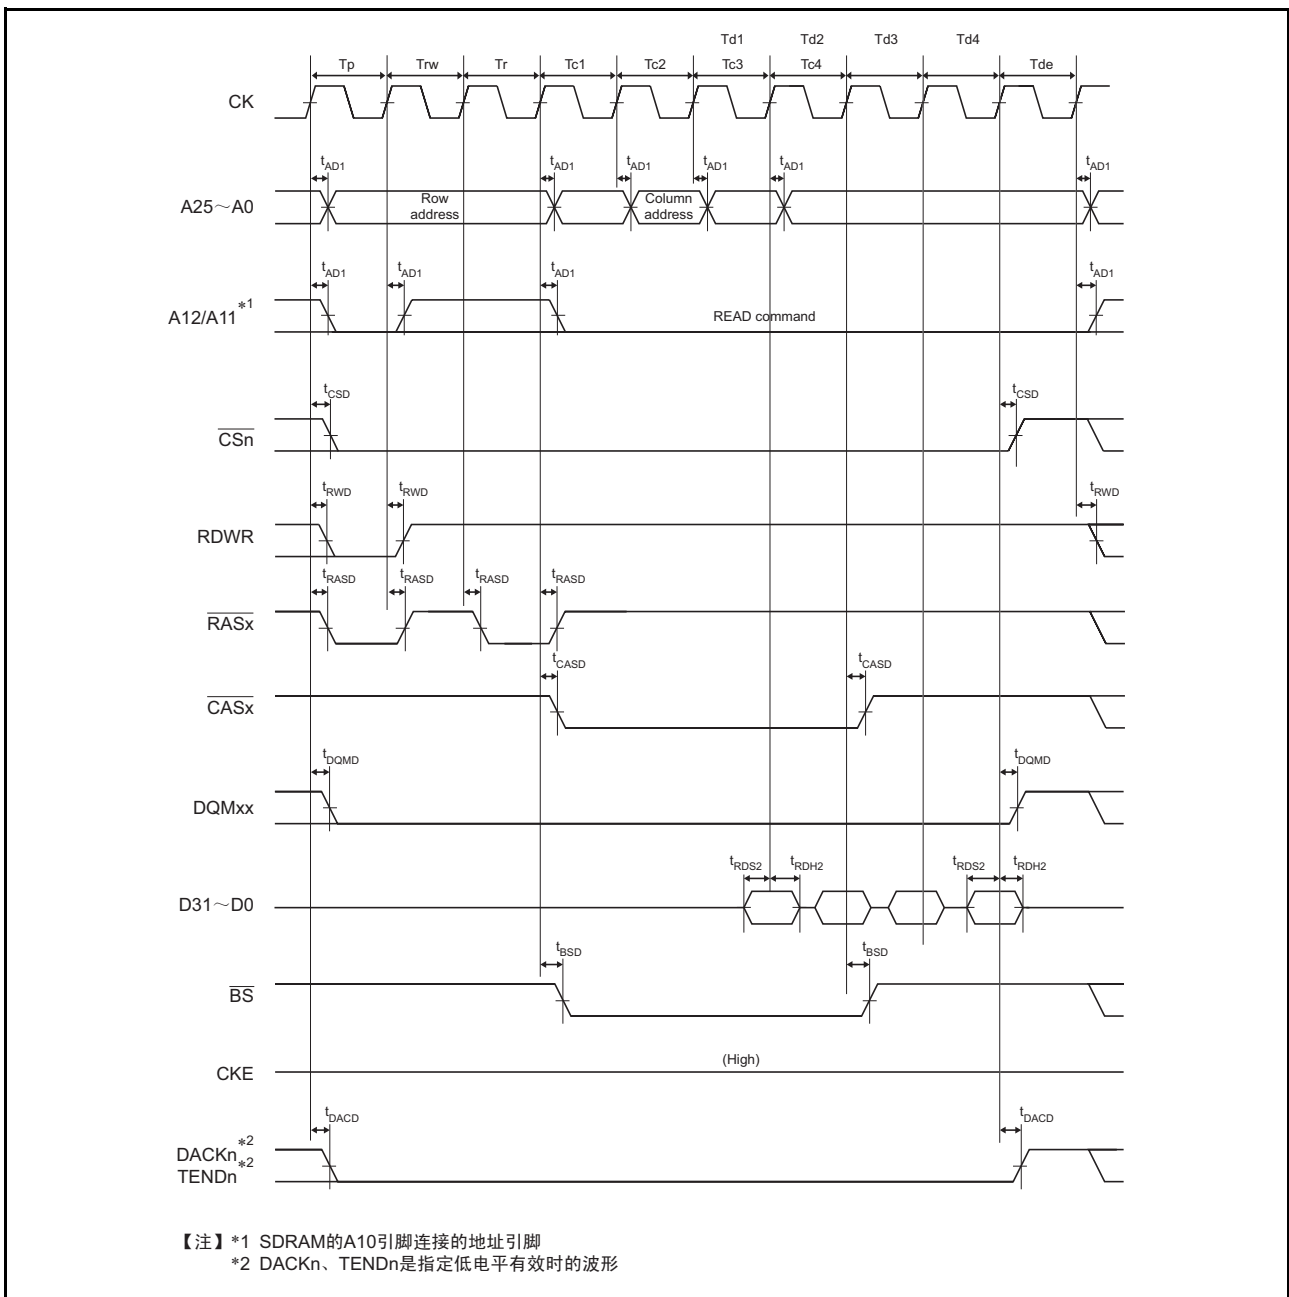 Td1 Td2 Td3 Td4
Tp Trw Tr Tc1 Tc2 Tc3 Tc4 Tde
CK
tAD1 tAD1 tAD1 tAD1 tAD1 tAD1
A25～A0 Row address Column address
tAD1 tAD1 tAD1 tAD1
A12/A11*1 READ command
tCSD tCSD
CSn
tRWD tRWD tRWD
RDWR
tRASD tRASD tRASD tRASD
RASx
tCASD tCASD
CASx
tDQMD tDQMD
DQMxx
tRDS2 tRDH2 tRDS2 tRDH2
D31～D0
tBSD tBSD
BS
(High)
CKE
tDACD tDACD
DACKn*2
TENDn*2
【注】*1 SDRAM的A10引脚连接的地址引脚
*2 DACKn、TENDn是指定低电平有效时的波形